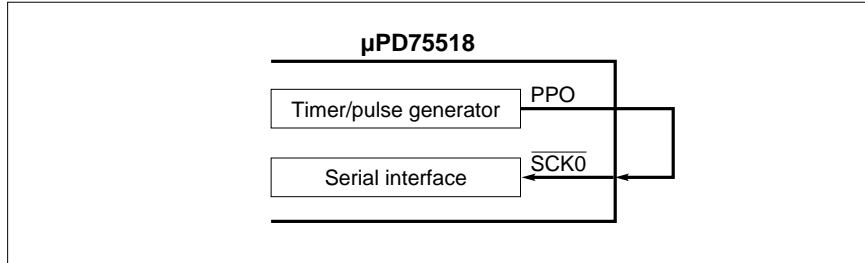 µPD75518
Timer/pulse generator
PPO
Serial interface
SCK0